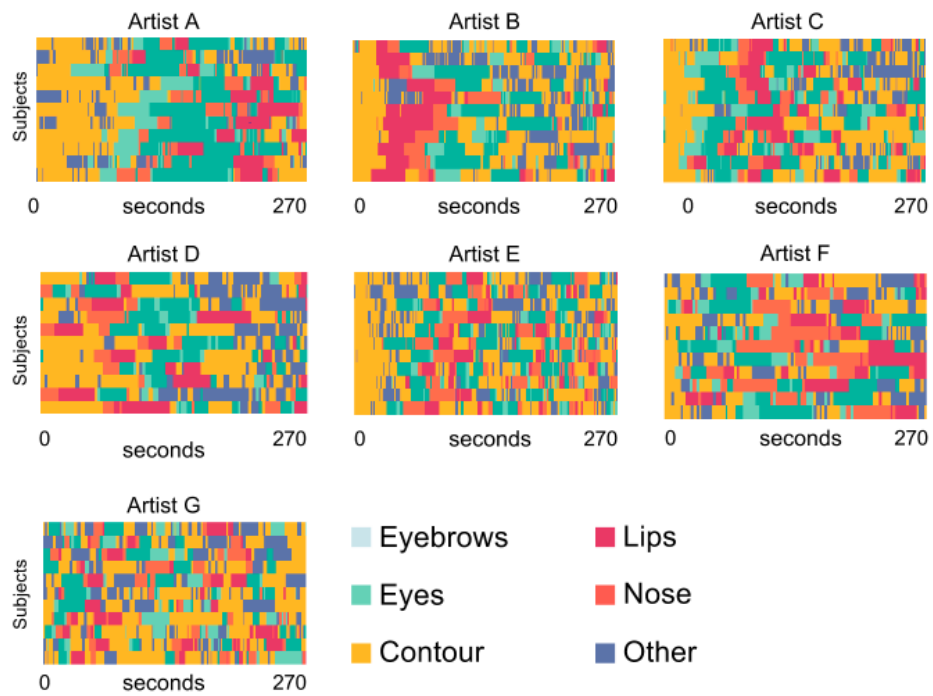 Artist A
Artist B
Artist C
Subjects
0 seconds 270
0 seconds 270
0 seconds 270
Artist D
Artist E
Artist F
Subjects
0 seconds 270
0 seconds 270
0 seconds 270
Artist G
Subjects
0 seconds 270
Eyebrows
Lips
Eyes
Nose
Contour
Other